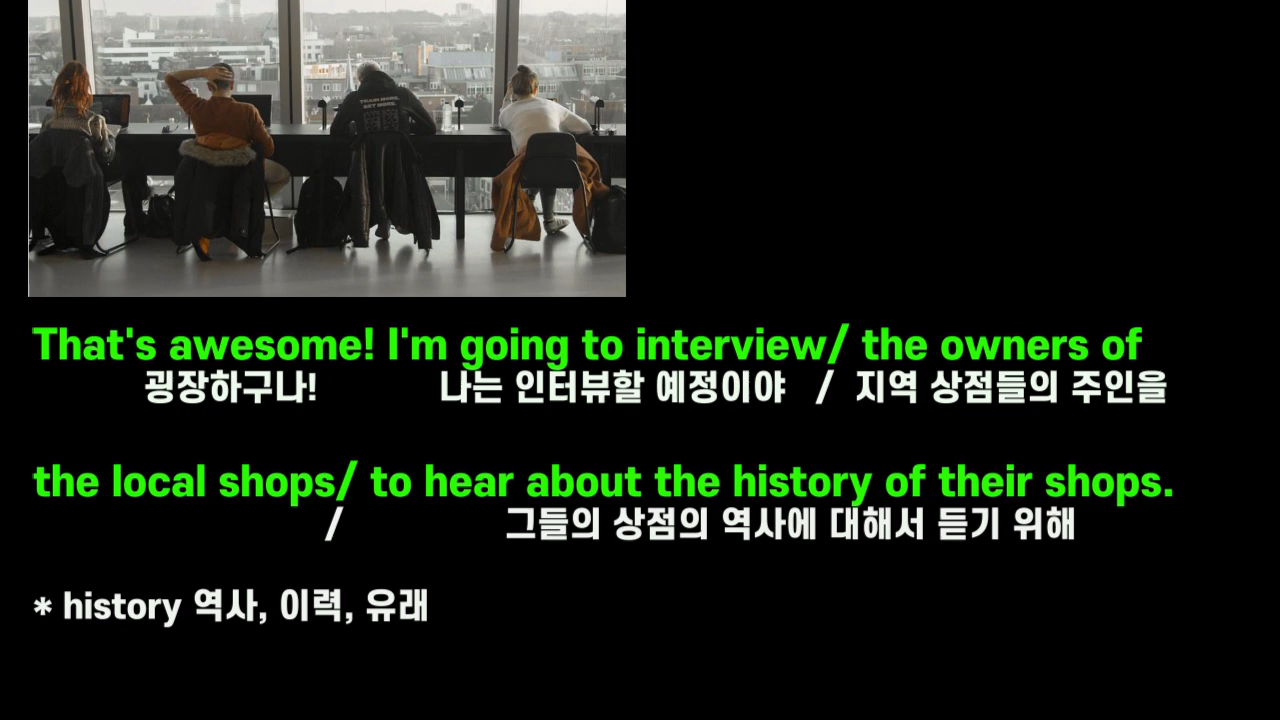 TEAM MORE.
That's awesome! I'm going to interview/ the owners of
굉장하구나! 나는 인터뷰할 예정이야 / 지역 상점들의 주인을
the local shops/ to hear about the history of their shops.
/ 그들의 상점의 역사에 대해서 듣기 위해
* history 역사, 이력, 유래